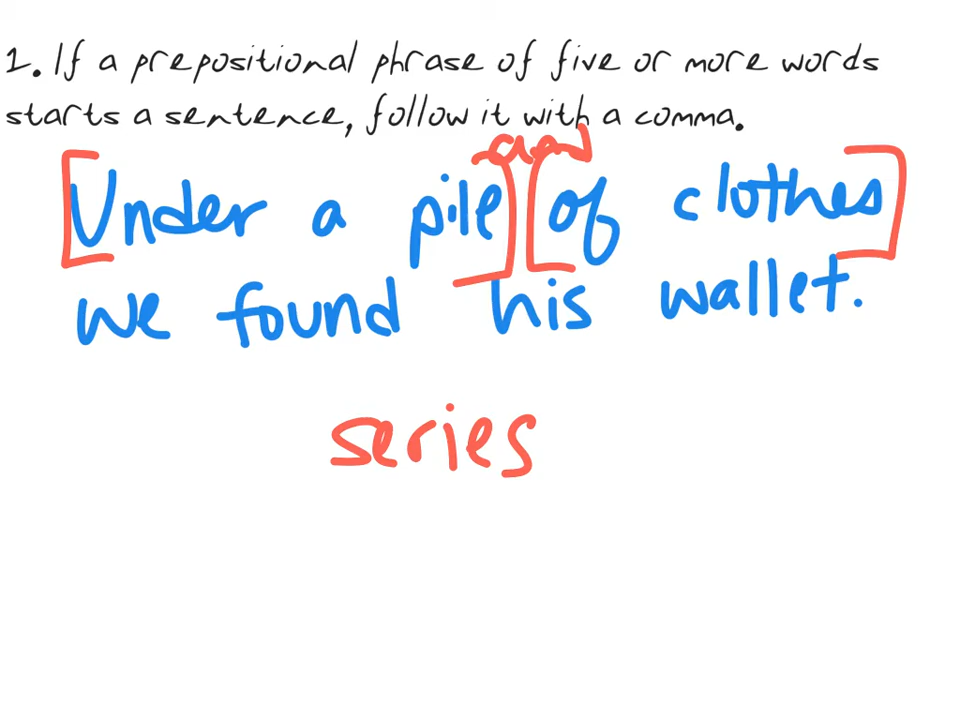 1. If a prepositional phrase of five or more words
starts a sentence, follow it with a comma.
[Under a pile] [of clothes]
we found his wallet.
series